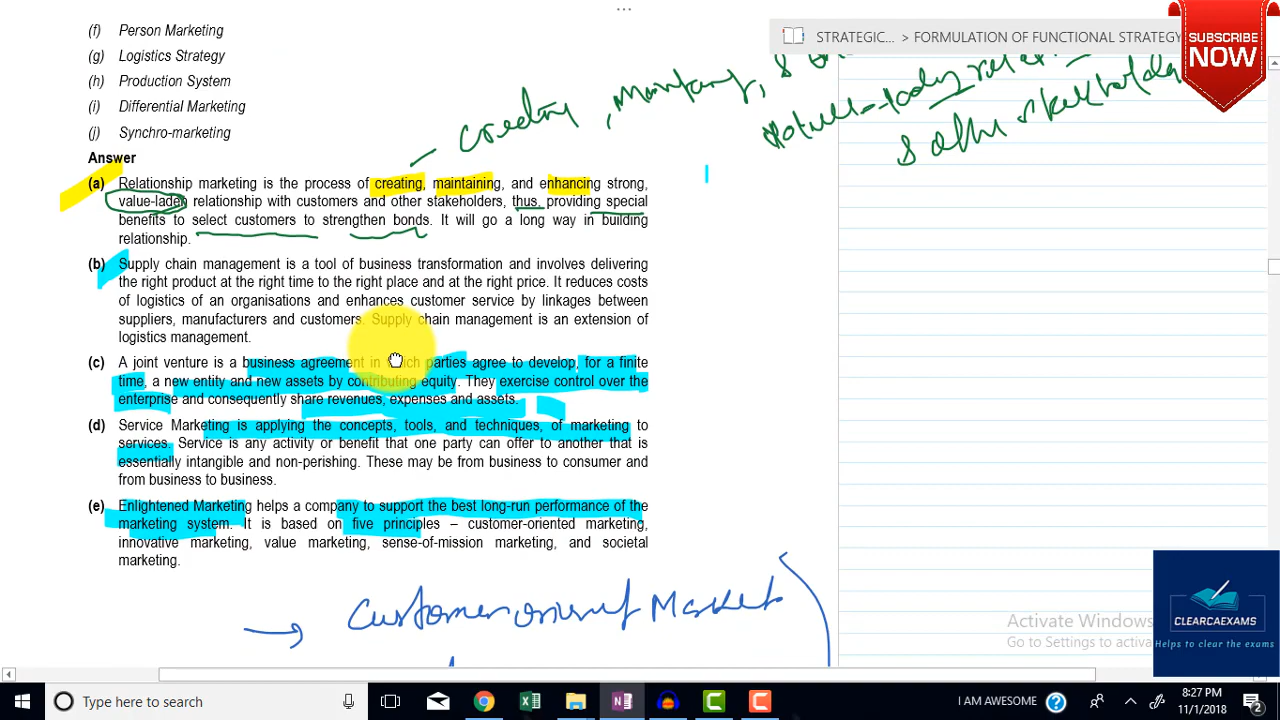 (f) Person Marketing
(g) Logistics Strategy
(h) Production System
(i) Differential Marketing
(j) Synchro-marketing
STRATEGIC... > FORMULATION OF FUNCTIONAL STRATEGY
SUBSCRIBE
NOW
creating, maintaing, &
value-laden
& other stakeholder
Answer
(a) Relationship marketing is the process of creating, maintaining, and enhancing strong,
value-laden relationship with customers and other stakeholders, thus, providing special
benefits to select customers to strengthen bonds. It will go a long way in building
relationship.
(b) Supply chain management is a tool of business transformation and involves delivering
the right product at the right time to the right place and at the right price. It reduces costs
of logistics of an organisations and enhances customer service by linkages between
suppliers, manufacturers and customers. Supply chain management is an extension of
logistics management.
(c) A joint venture is a business agreement in which parties agree to develop, for a finite
time, a new entity and new assets by contributing equity. They exercise control over the
enterprise and consequently share revenues, expenses and assets.
(d) Service Marketing is applying the concepts, tools, and techniques, of marketing to
services. Service is any activity or benefit that one party can offer to another that is
essentially intangible and non-perishing. These may be from business to consumer and
from business to business.
(e) Enlightened Marketing helps a company to support the best long-run performance of the
marketing system. It is based on five principles – customer-oriented marketing,
innovative marketing, value marketing, sense-of-mission marketing, and societal
marketing.
→ Customer orient Market
CLEARCAEXAMS
Helps to clear the exams
Activate Windows
Go to Settings to activa
Type here to search
I AM AWESOME
8:27 PM
11/1/2018
2